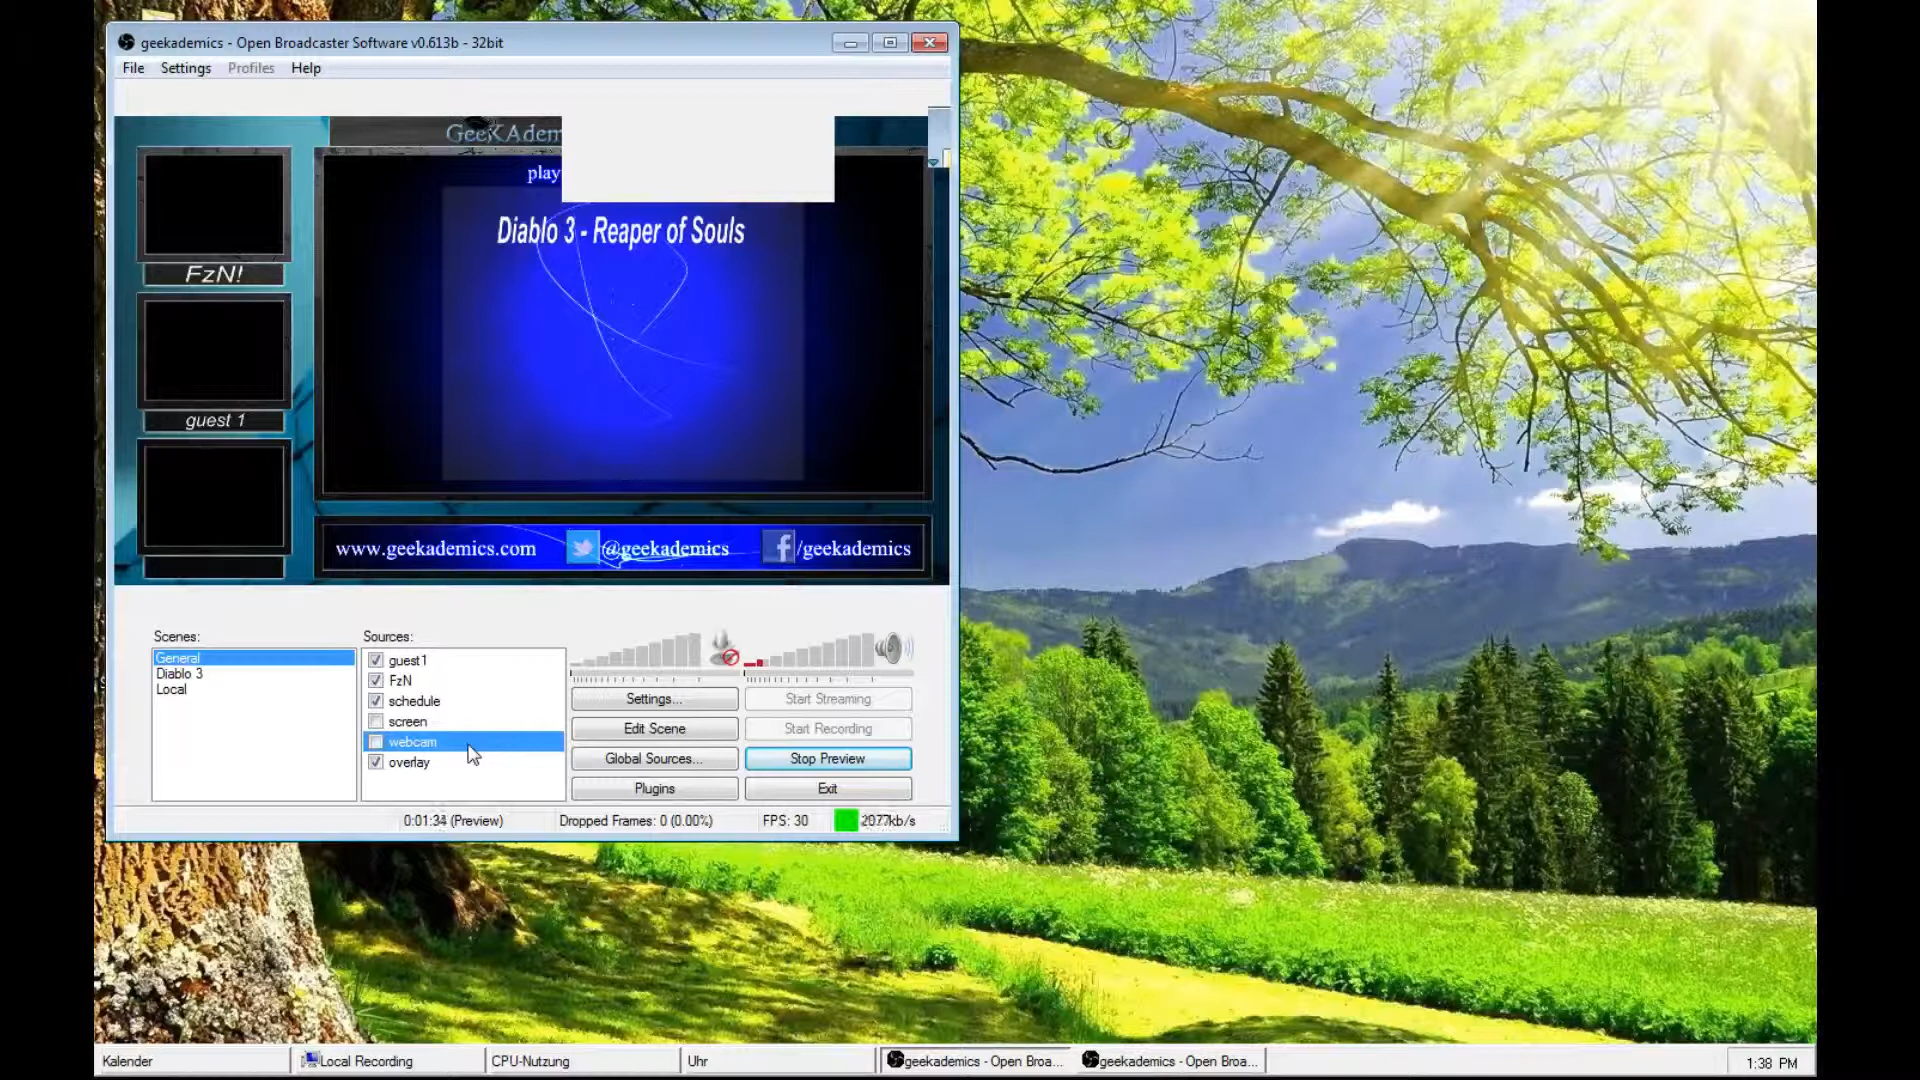 geekademics - Open Broadcaster Software v0.613b - 32bit
File Settings Profiles Help
GeeKAdem
play
Diablo 3 - Reaper of Souls
FzN!
guest 1
www.geekademics.com @geekademics /geekademics
Scenes:
General
Diablo 3
Local
Sources:
guest1
FzN
schedule
screen
webcam
overlay
Settings...
Start Streaming
Edit Scene
Start Recording
Global Sources...
Stop Preview
Plugins
Exit
0:01:34 (Preview) Dropped Frames: 0 (0.00%) FPS: 30 2077kb/s
Kalender Local Recording CPU-Nutzung Uhr geekademics - Open Broa... geekademics - Open Broa... 1:38 PM